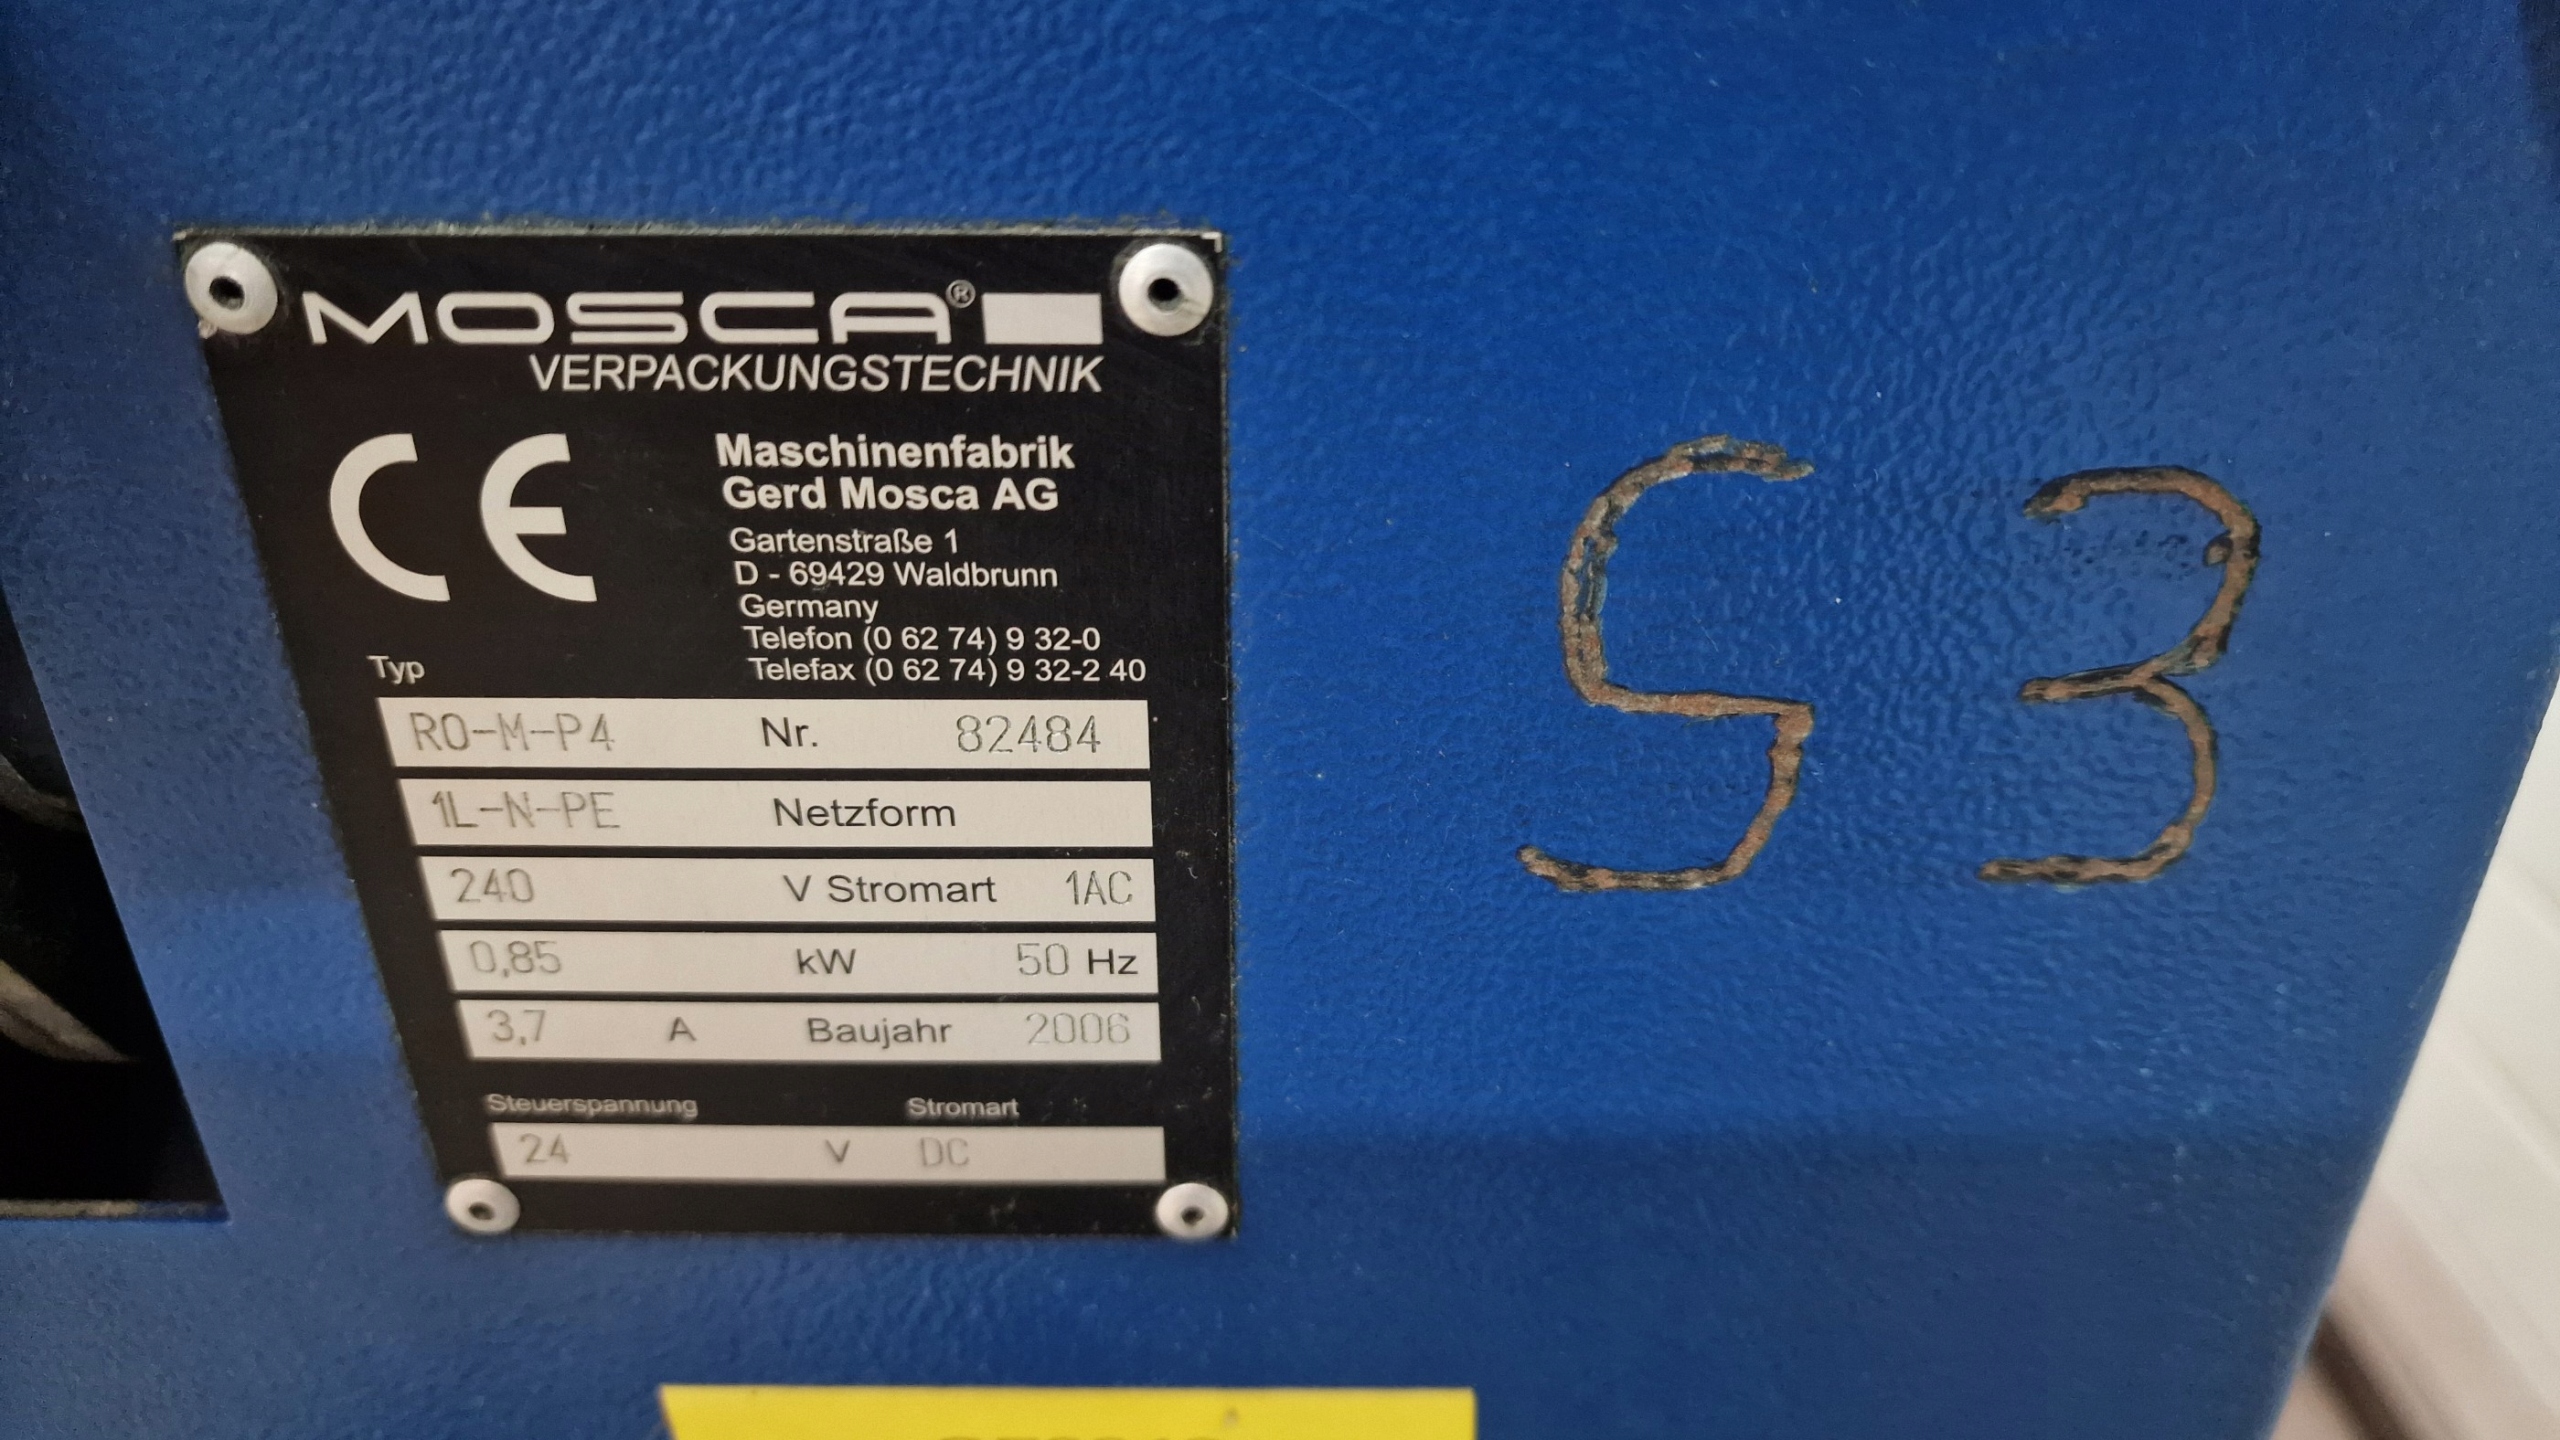 MOSCA®
VERPACKUNGSTECHNIK
CE
Maschinenfabrik
Gerd Mosca AG
Gartenstraße 1
D - 69429 Waldbrunn
Germany
Telefon (0 62 74) 9 32-0
Telefax (0 62 74) 9 32-2 40
Typ
RO-M-P4 Nr. 82484
1L-N-PE Netzform
240 V Stromart 1AC
0,85 kW 50 Hz
3,7 A Baujahr 2006
Steuerspannung Stromart
24 V DC
S3